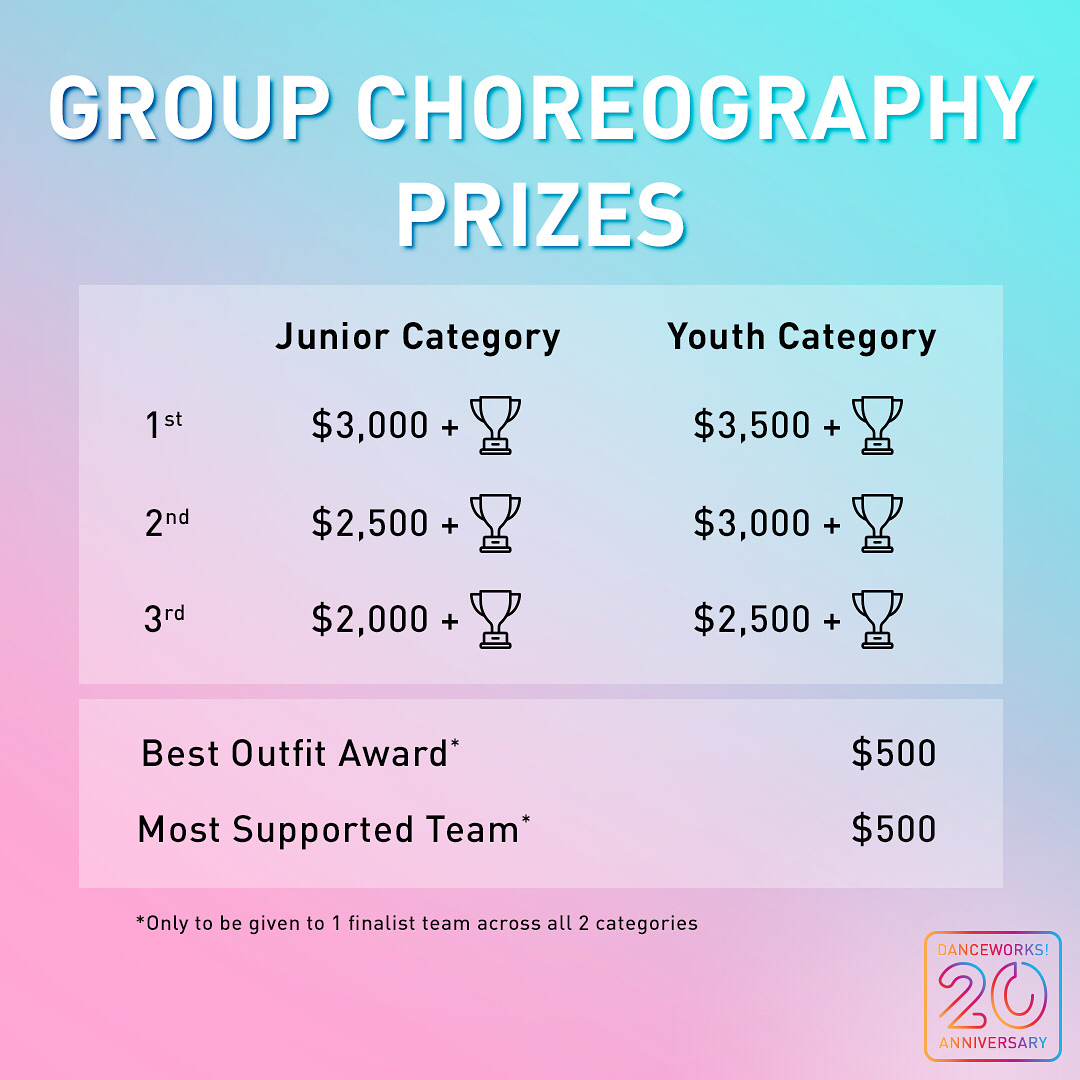 GROUP CHOREOGRAPHY
PRIZES
Junior Category Youth Category
1st $3,000 + $3,500 +
2nd $2,500 + $3,000 +
3rd $2,000 + $2,500 +
Best Outfit Award* $500
Most Supported Team* $500
*Only to be given to 1 finalist team across all 2 categories
DANCEWORKS!
20
ANNIVERSARY